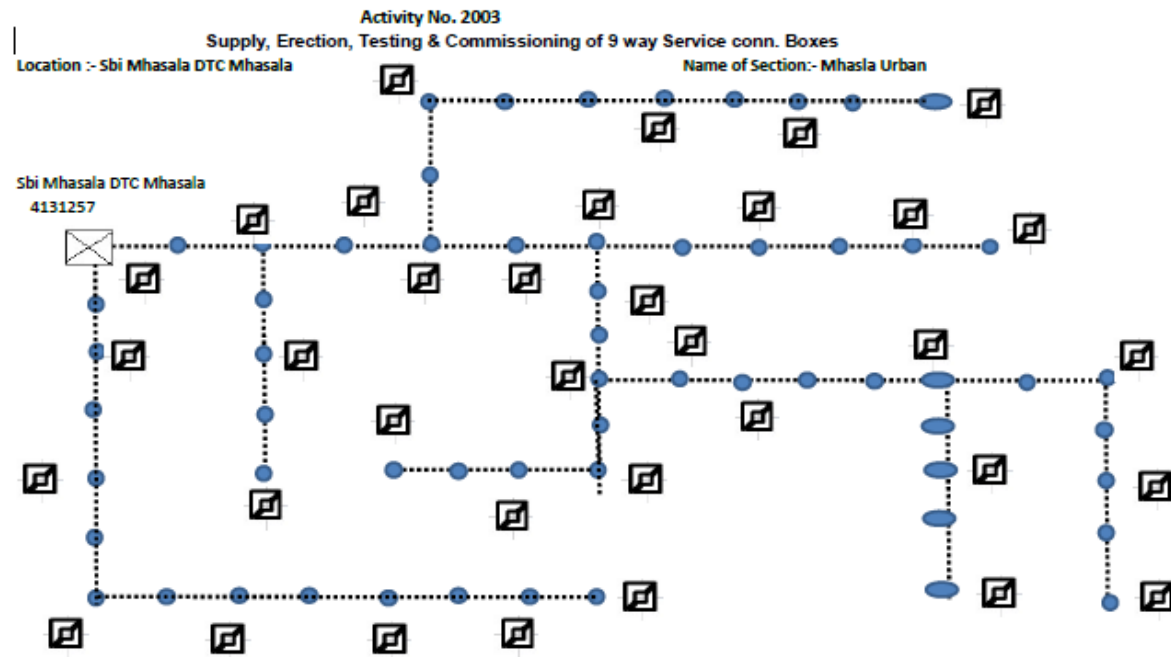 Activity No. 2003
Supply, Erection, Testing & Commissioning of 9 way Service conn. Boxes
Location :- Sbi Mhasala DTC Mhasala
Name of Section:- Mhasla Urban
Sbi Mhasala DTC Mhasala
4131257